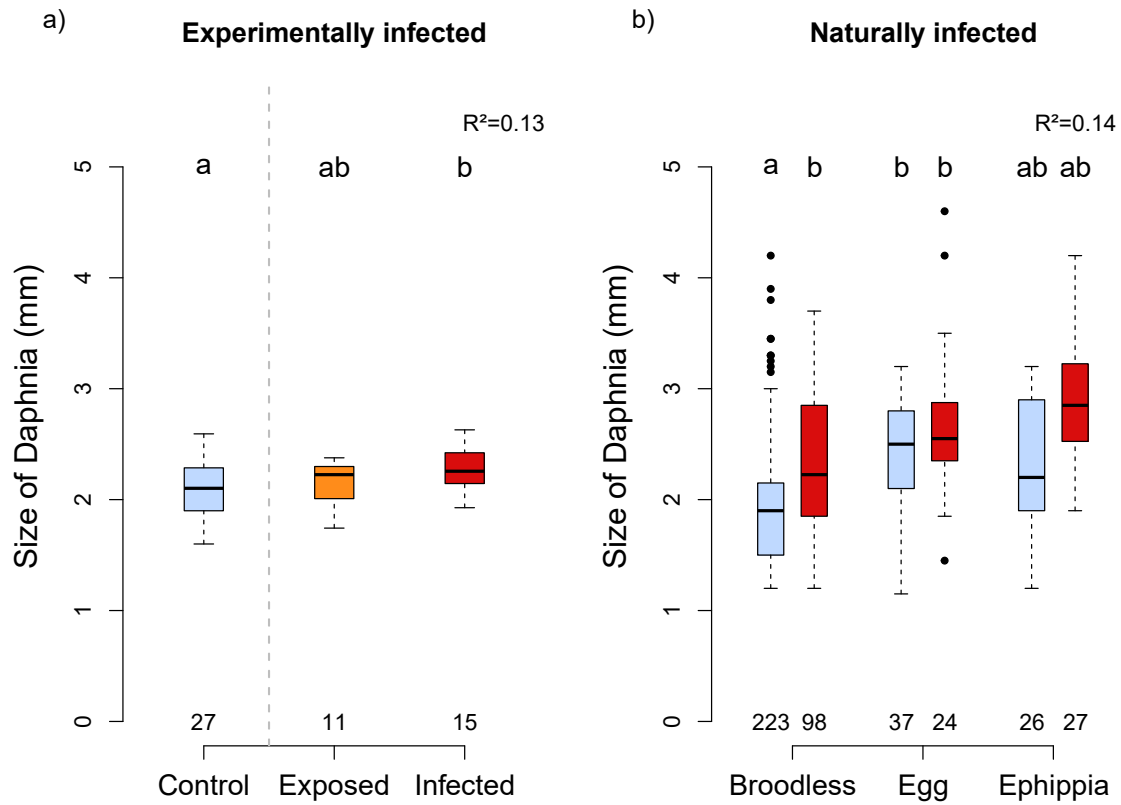 a)
Experimentally infected
R²=0.13
a ab b
5
4
3
2
1
0
Size of Daphnia (mm)
27 11 15
Control Exposed Infected
b)
Naturally infected
R²=0.14
a b b b ab ab
5
4
3
2
1
0
Size of Daphnia (mm)
223 98 37 24 26 27
Broodless Egg Ephippia